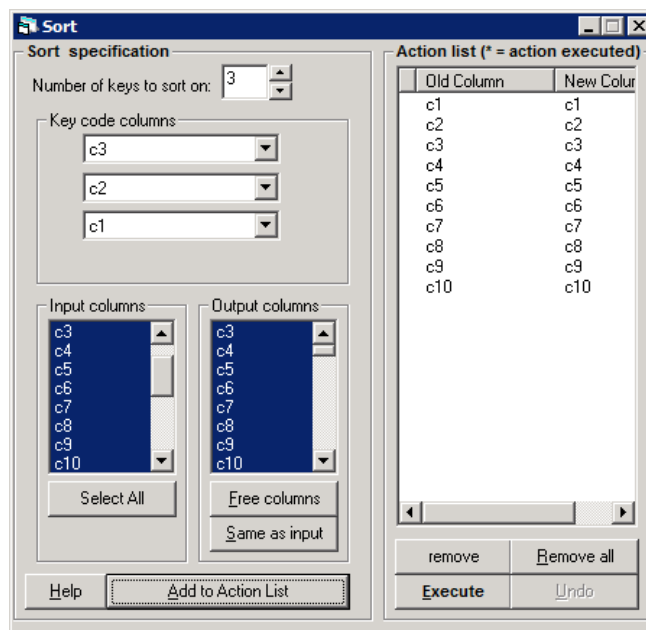 Sort
Sort specification
Number of keys to sort on: 3
Key code columns
c3
c2
c1
Input columns
c3
c4
c5
c6
c7
c8
c9
c10
Select All
Output columns
c3
c4
c5
c6
c7
c8
c9
c10
Free columns
Same as input
Help Add to Action List
Action list (* = action executed)
Old Column New Colur
c1 c1
c2 c2
c3 c3
c4 c4
c5 c5
c6 c6
c7 c7
c8 c8
c9 c9
c10 c10
remove Remove all
Execute Undo